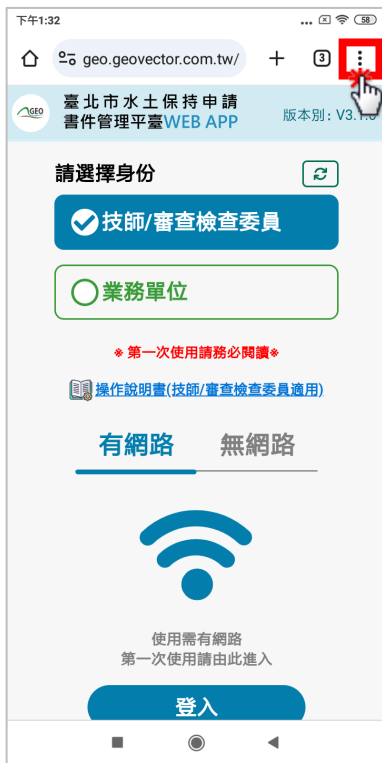 下午1:32
... 58
geo.geovector.com.tw/
3
GEO
臺北市水土保持申請
書件管理平臺WEB APP
版本別：V3.1.0
請選擇身份
技師/審查檢查委員
業務單位
※ 第一次使用請務必閱讀※
操作說明書(技師/審查檢查委員適用)
有網路 無網路
使用需有網路
第一次使用請由此進入
登入